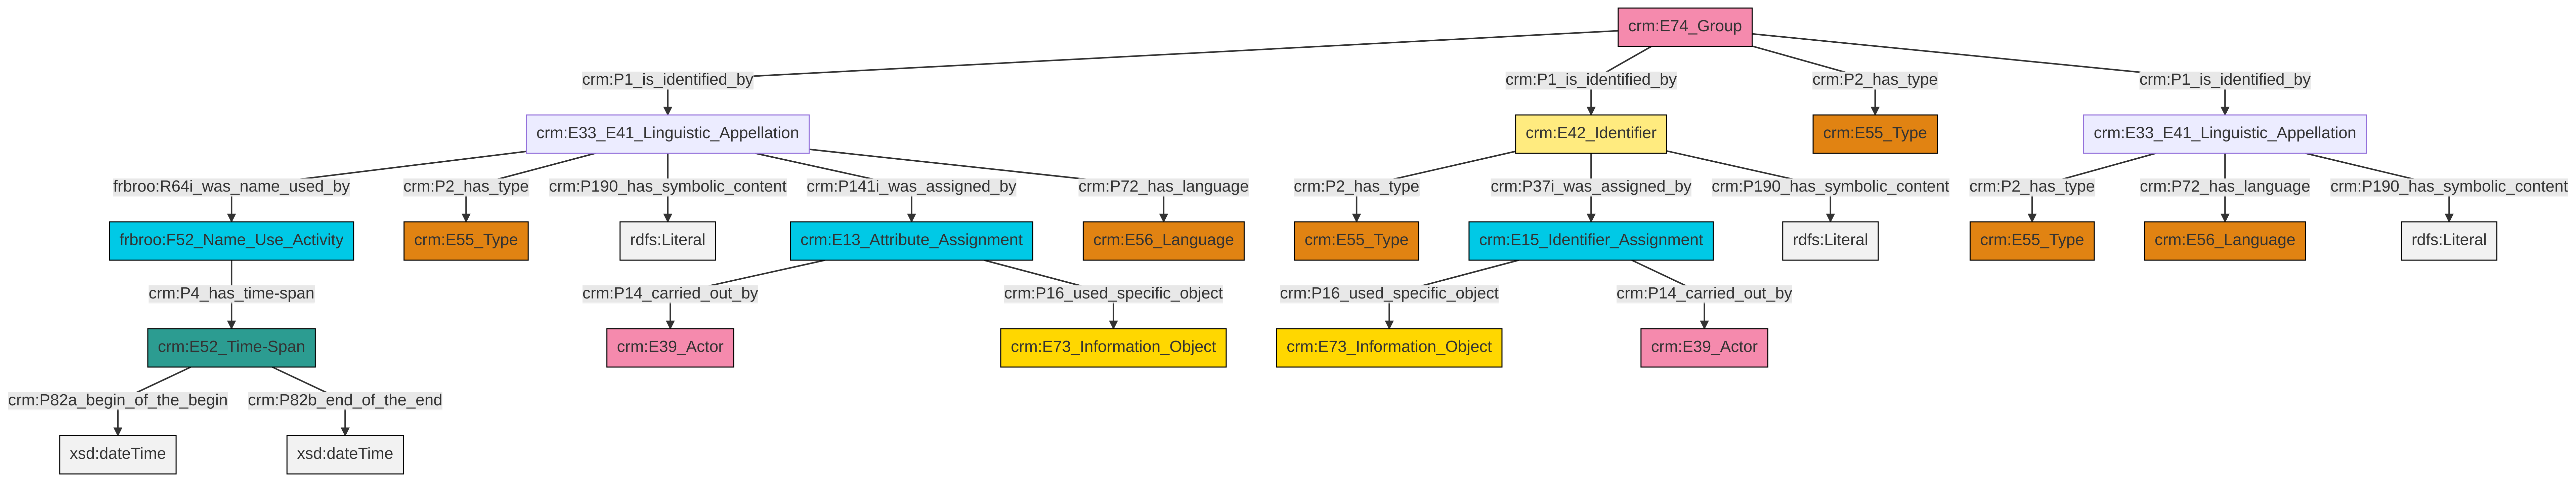 crm:E74_Group
crm:P1_is_identified_by
crm:P1_is_identified_by
crm:P2_has_type
crm:P1_is_identified_by
crm:E33_E41_Linguistic_Appellation
crm:E42_Identifier
crm:E55_Type
crm:E33_E41_Linguistic_Appellation
frbroo:R64i_was_name_used_by
crm:P2_has_type
crm:P190_has_symbolic_content
crm:P141i_was_assigned_by
crm:P72_has_language
crm:P2_has_type
crm:P37i_was_assigned_by
crm:P190_has_symbolic_content
crm:P2_has_type
crm:P72_has_language
crm:P190_has_symbolic_content
frbroo:F52_Name_Use_Activity
crm:E55_Type
rdfs:Literal
crm:E13_Attribute_Assignment
crm:E56_Language
crm:E55_Type
crm:E15_Identifier_Assignment
rdfs:Literal
crm:E55_Type
crm:E56_Language
rdfs:Literal
crm:P4_has_time-span
crm:P14_carried_out_by
crm:P16_used_specific_object
crm:P16_used_specific_object
crm:P14_carried_out_by
crm:E52_Time-Span
crm:E39_Actor
crm:E73_Information_Object
crm:E73_Information_Object
crm:E39_Actor
crm:P82a_begin_of_the_begin
crm:P82b_end_of_the_end
xsd:dateTime
xsd:dateTime